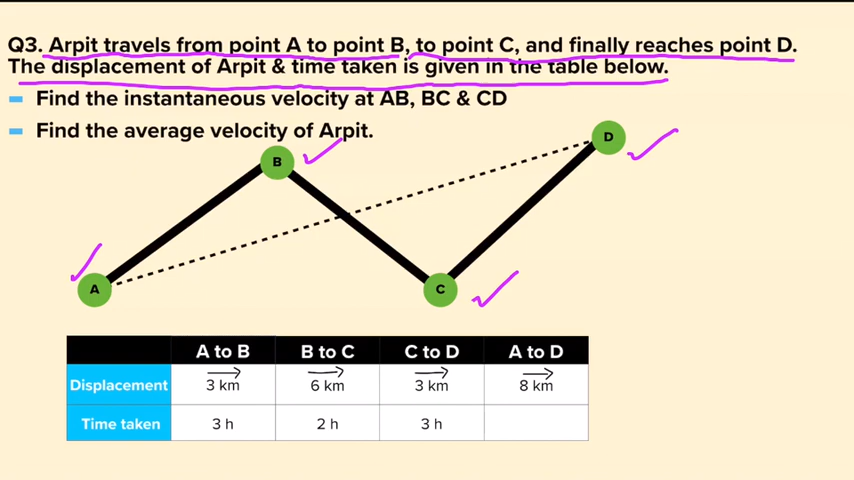 Q3. Arpit travels from point A to point B, to point C, and finally reaches point D.
The displacement of Arpit & time taken is given in the table below.
Find the instantaneous velocity at AB, BC & CD
Find the average velocity of Arpit.
D
B
A
C
A to B B to C C to D A to D
Displacement 3 km 6 km 3 km 8 km
Time taken 3 h 2 h 3 h